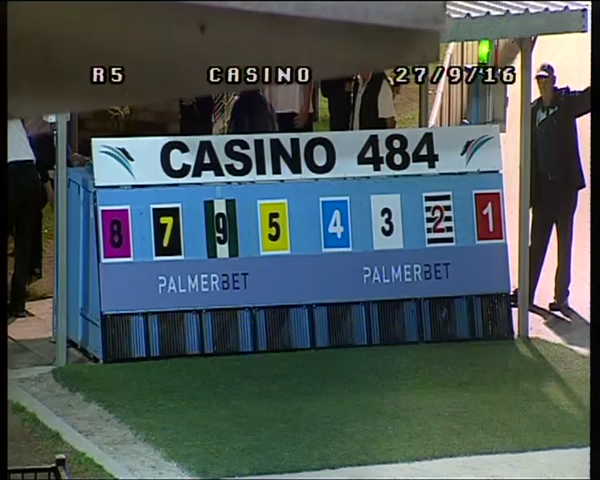 R5 CASINO 27/9/16
CASINO 484
8 7 9 5 4 3 2 1
PALMERBET PALMERBET